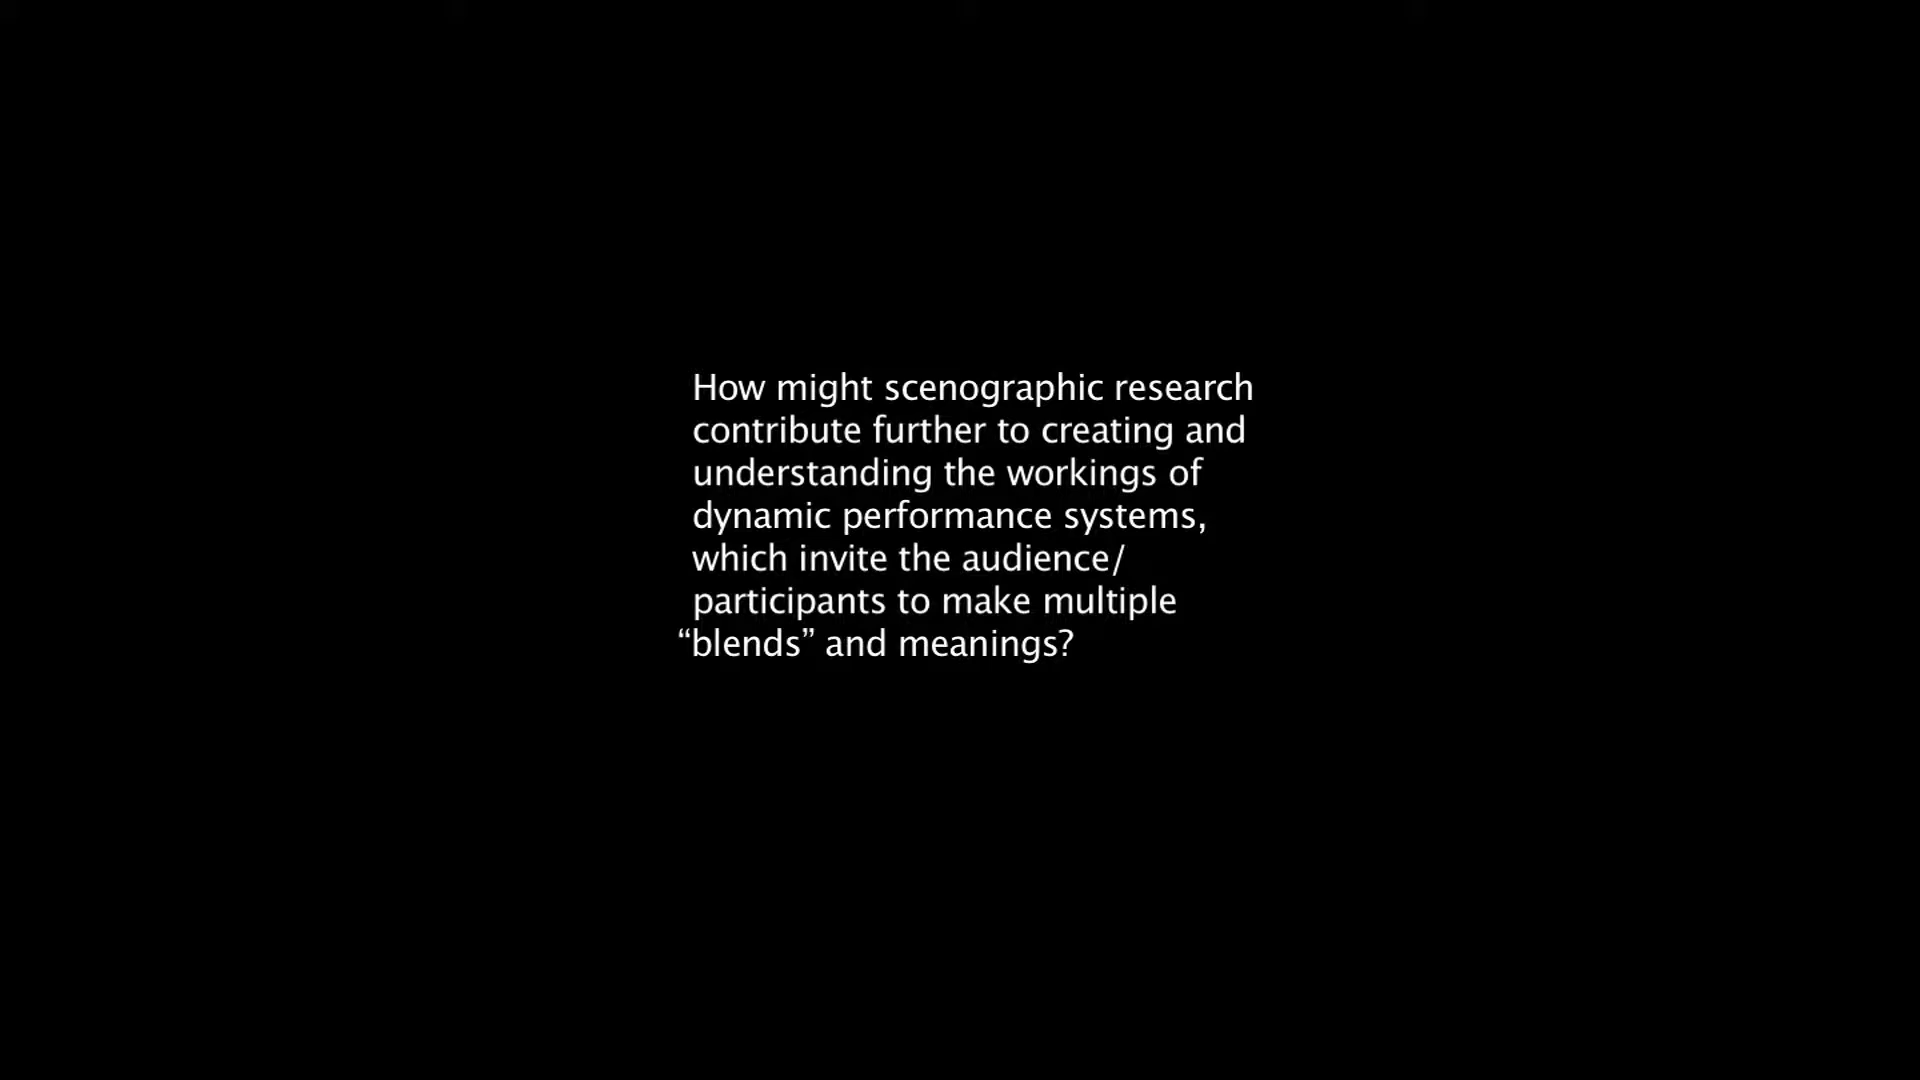 How might scenographic research
contribute further to creating and
understanding the workings of
dynamic performance systems,
which invite the audience/
participants to make multiple
“blends” and meanings?